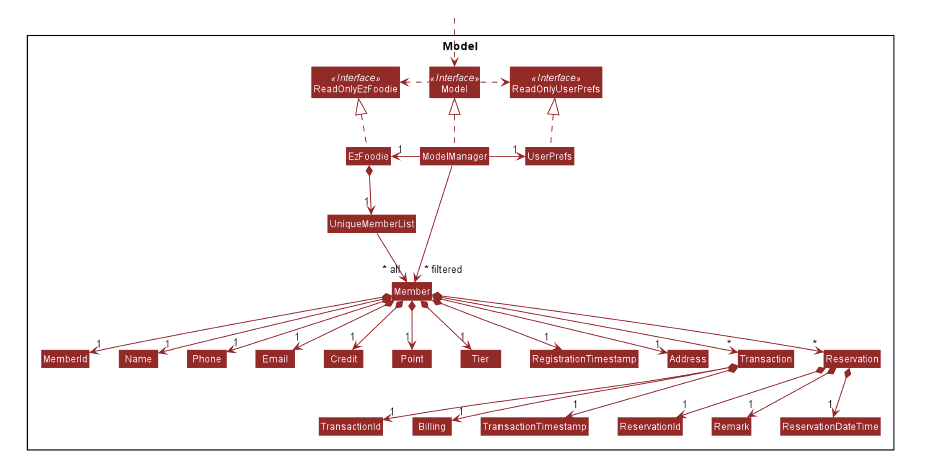 Model
«Interface»
ReadOnlyEzFoodie
«Interface»
Model
«Interface»
ReadOnlyUserPrefs
EzFoodie
1
ModelManager
1
UserPrefs
1
UniqueMemberList
* all
* filtered
Member
1
1
1
1
1
1
1
1
1
*
*
MemberId
Name
Phone
Email
Credit
Point
Tier
RegistrationTimestamp
Address
Transaction
Reservation
1
1
1
1
1
1
TransactionId
Billing
TransactionTimestamp
ReservationId
Remark
ReservationDateTime